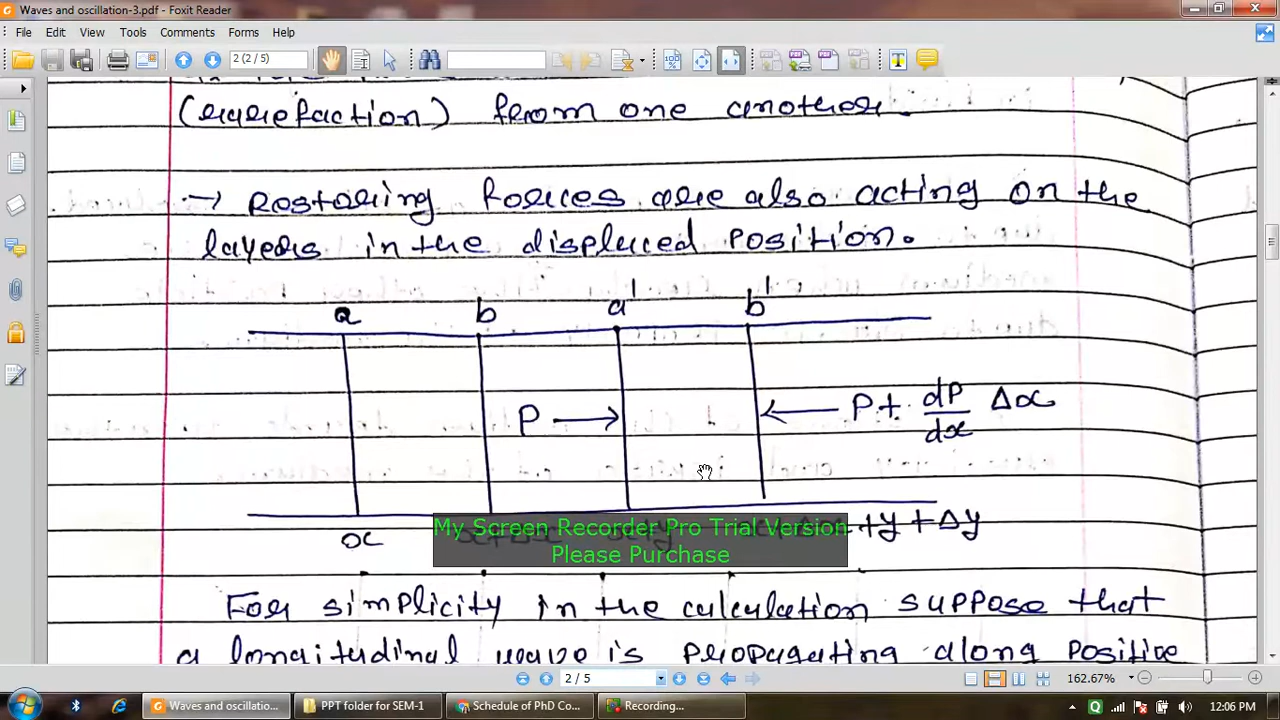 Waves and oscillation-3.pdf - Foxit Reader
File Edit View Tools Comments Forms Help
2 (2 / 5)
(rarefaction) from one another.
→ Restoring forces are also acting on the
layers in the displaced position.
a b a' b'
P → ← P + dP/dx Δx
x + y + Δy
My Screen Recorder Pro Trial Version
Please Purchase
For simplicity in the calculation suppose that
a longitudinal wave is propagating along positive
2 / 5 162.67%
Waves and oscillatio... PPT folder for SEM-1 Schedule of PhD Co... Recording... 12:06 PM